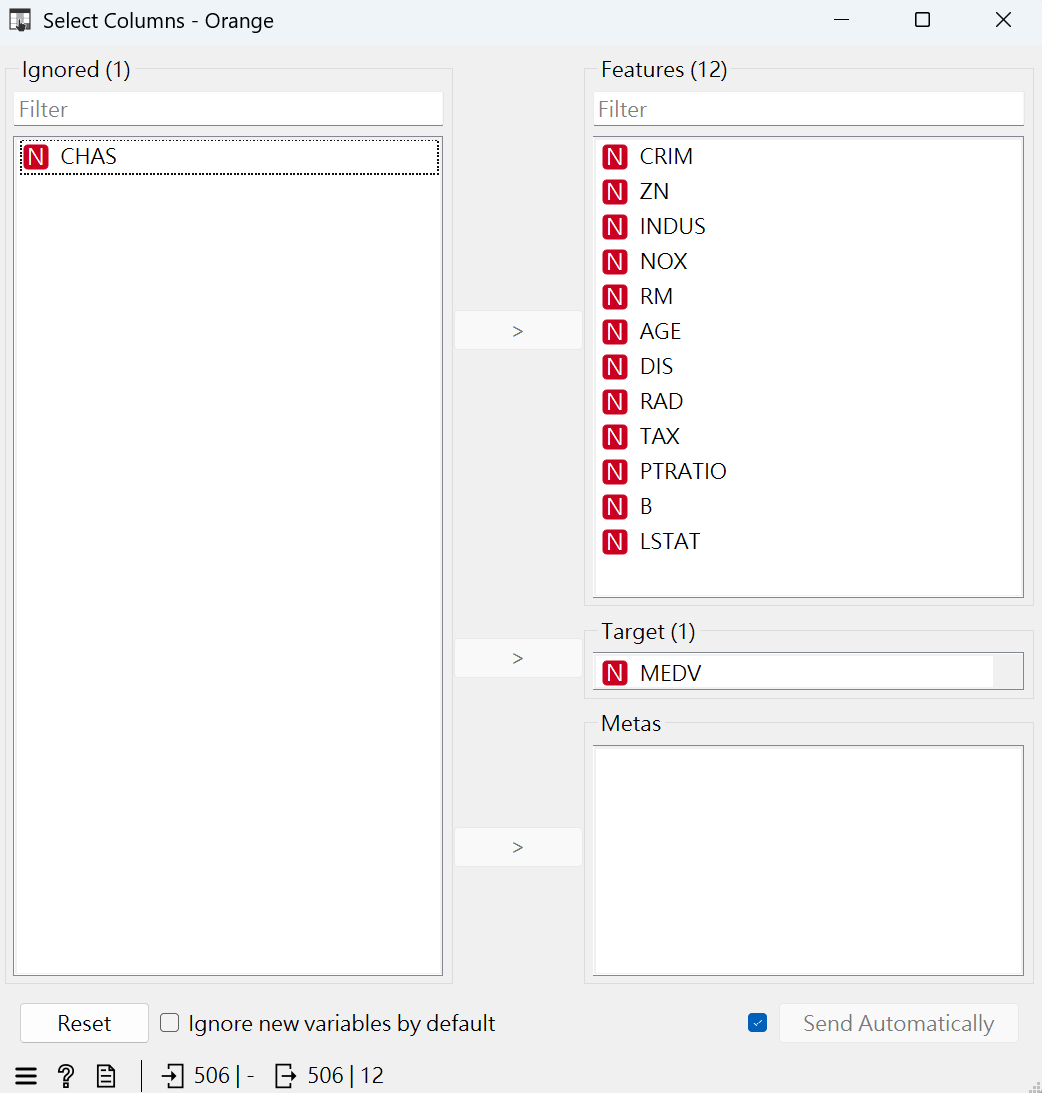 Select Columns - Orange
Ignored (1)
Filter
N CHAS
>
>
>
Features (12)
Filter
N CRIM
N ZN
N INDUS
N NOX
N RM
N AGE
N DIS
N RAD
N TAX
N PTRATIO
N B
N LSTAT
Target (1)
N MEDV
Metas
Reset
Ignore new variables by default
Send Automatically
? 506 | - 506 | 12